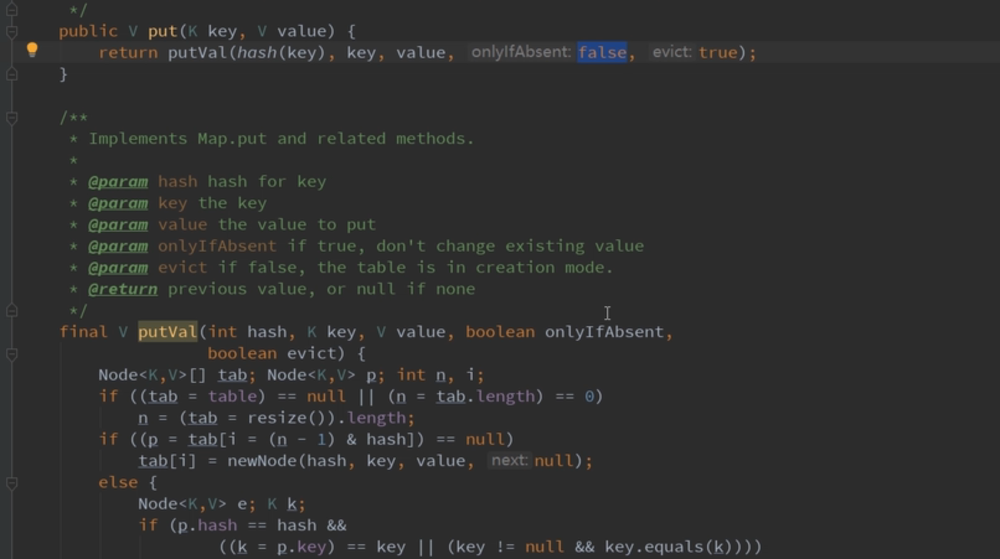 */
public V put(K key, V value) {
return putVal(hash(key), key, value, onlyIfAbsent: false, evict: true);
}
/**
* Implements Map.put and related methods.
*
* @param hash hash for key
* @param key the key
* @param value the value to put
* @param onlyIfAbsent if true, don't change existing value
* @param evict if false, the table is in creation mode.
* @return previous value, or null if none
*/
final V putVal(int hash, K key, V value, boolean onlyIfAbsent,
boolean evict) {
Node<K,V>[] tab; Node<K,V> p; int n, i;
if ((tab = table) == null || (n = tab.length) == 0)
n = (tab = resize()).length;
if ((p = tab[i = (n - 1) & hash]) == null)
tab[i] = newNode(hash, key, value, next: null);
else {
Node<K,V> e; K k;
if (p.hash == hash &&
((k = p.key) == key || (key != null && key.equals(k))))